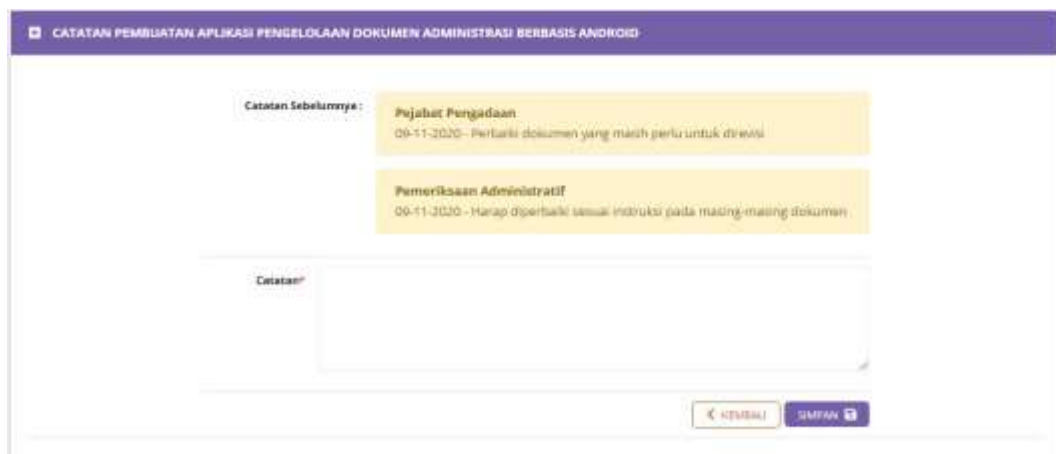 CATATAN PEMBUATAN APLIKASI PENGELOLAAN DOKUMEN ADMINISTRASI BERBASIS ANDROID
Catatan Sebelumnya :
Pejabat Pengadaan
09-11-2020 - Perbaiki dokumen yang masih perlu untuk direvisi
Pemeriksaan Administratif
09-11-2020 - Harap diperbaiki sesuai instruksi pada masing-masing dokumen
Catatan*
KEMBALI
SIMPAN